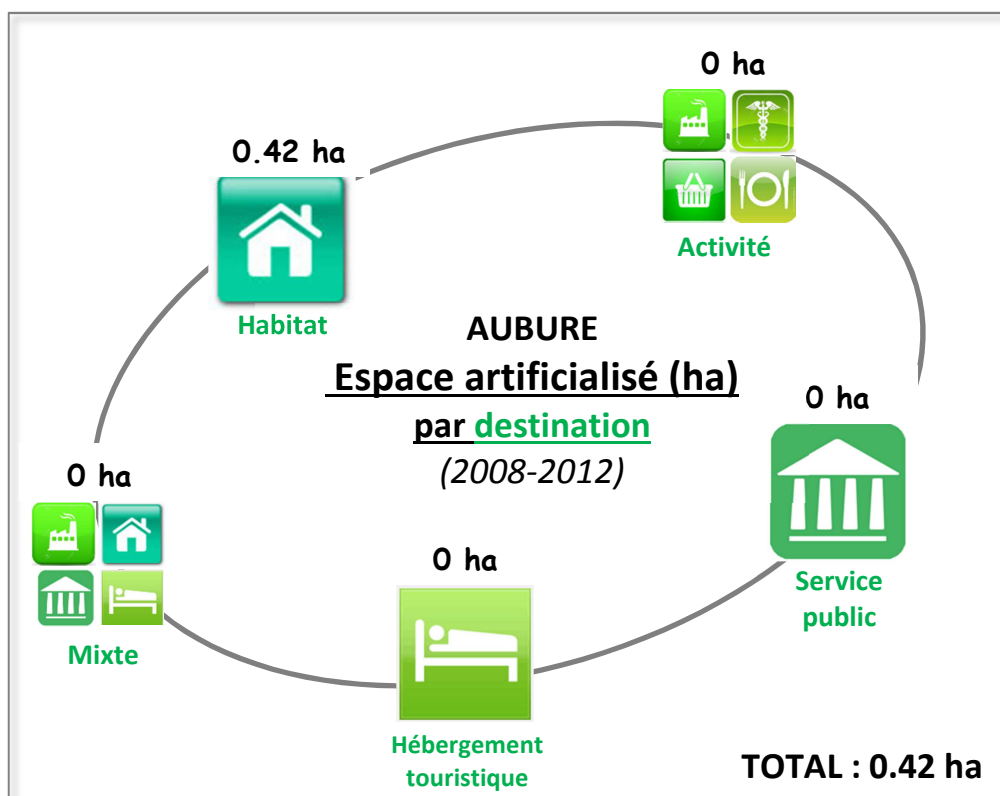 0 ha
Activité
0.42 ha
Habitat
AUBURE
Espace artificialisé (ha)
par destination
(2008-2012)
0 ha
Service
public
0 ha
Mixte
0 ha
Hébergement
touristique
TOTAL : 0.42 ha